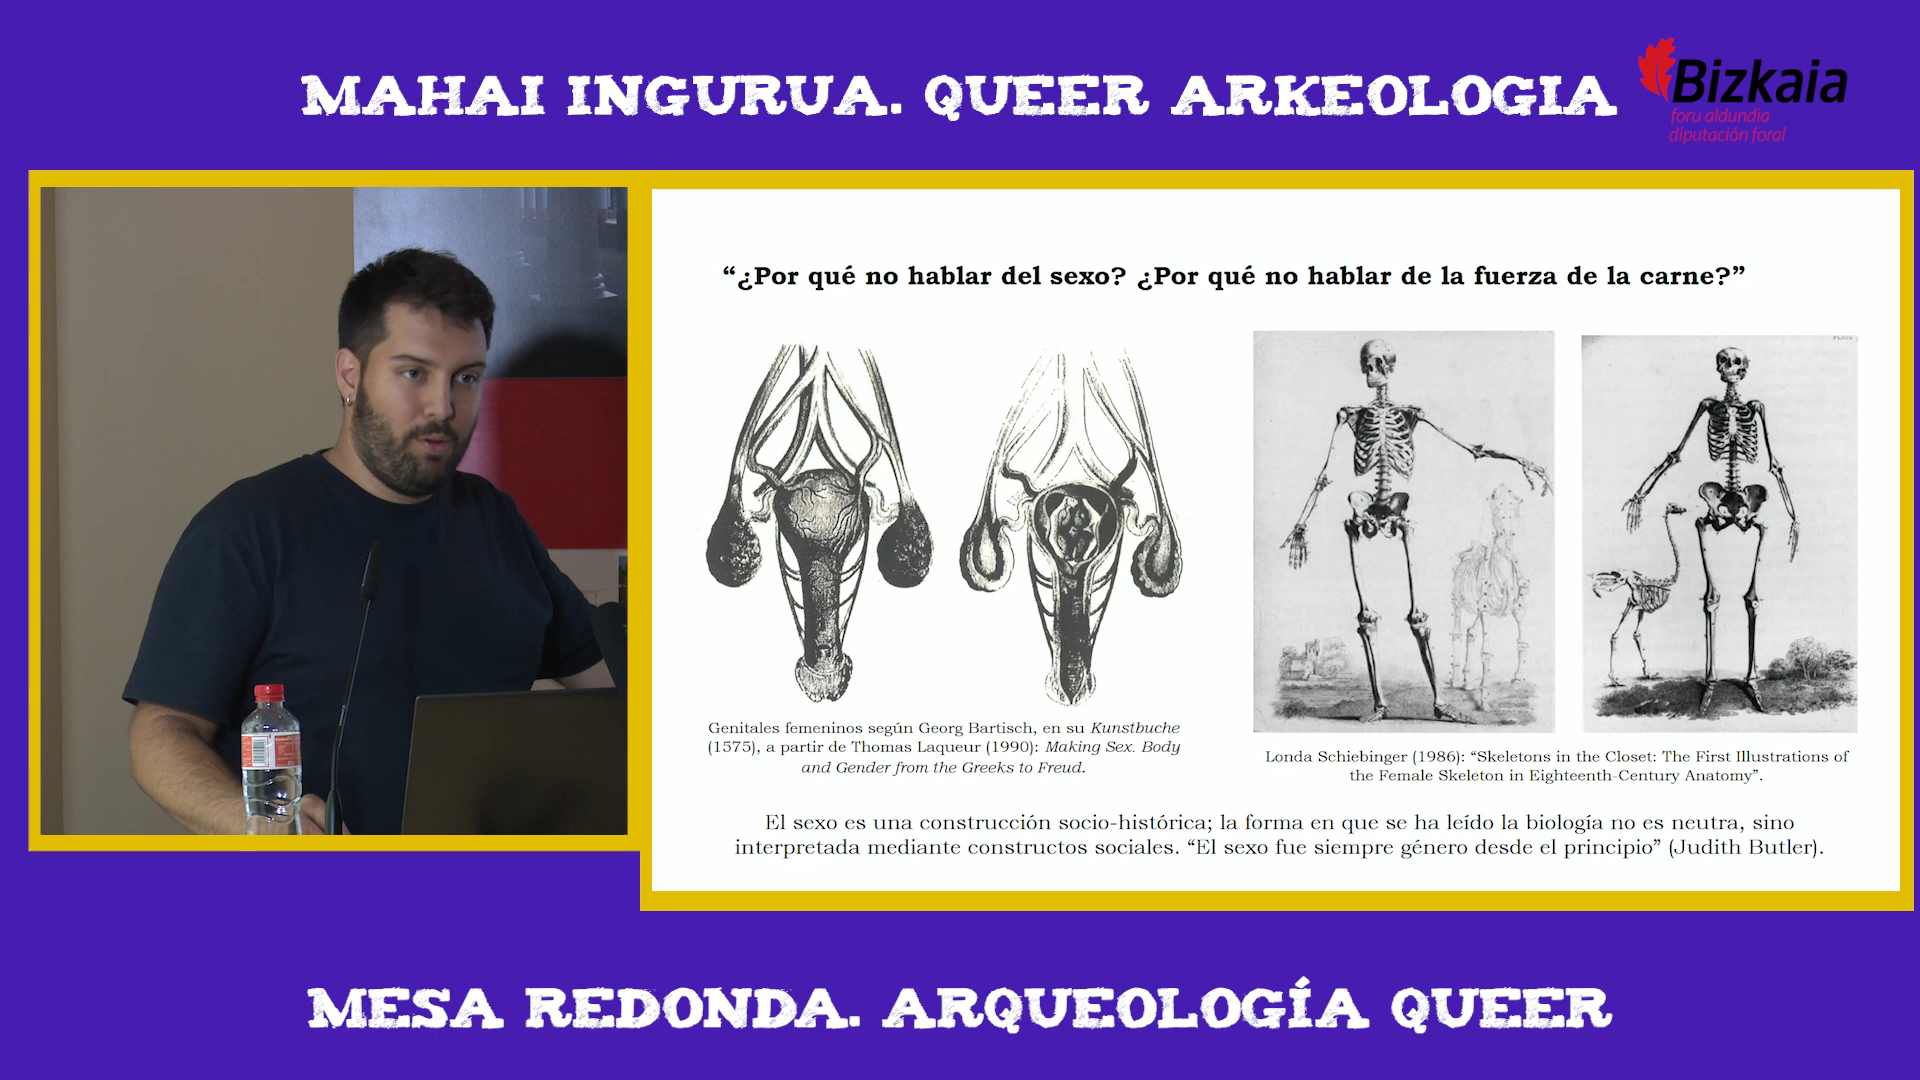 MAHAI INGURUA. QUEER ARKEOLOGIA
Bizkaia
foru aldundia
diputación foral
“¿Por qué no hablar del sexo? ¿Por qué no hablar de la fuerza de la carne?”
Genitales femeninos según Georg Bartisch, en su Kunstbuche
(1575), a partir de Thomas Laqueur (1990): Making Sex. Body
and Gender from the Greeks to Freud.
Londa Schiebinger (1986): “Skeletons in the Closet: The First Illustrations of
the Female Skeleton in Eighteenth-Century Anatomy”.
El sexo es una construcción socio-histórica; la forma en que se ha leído la biología no es neutra, sino
interpretada mediante constructos sociales. “El sexo fue siempre género desde el principio” (Judith Butler).
MESA REDONDA. ARQUEOLOGÍA QUEER